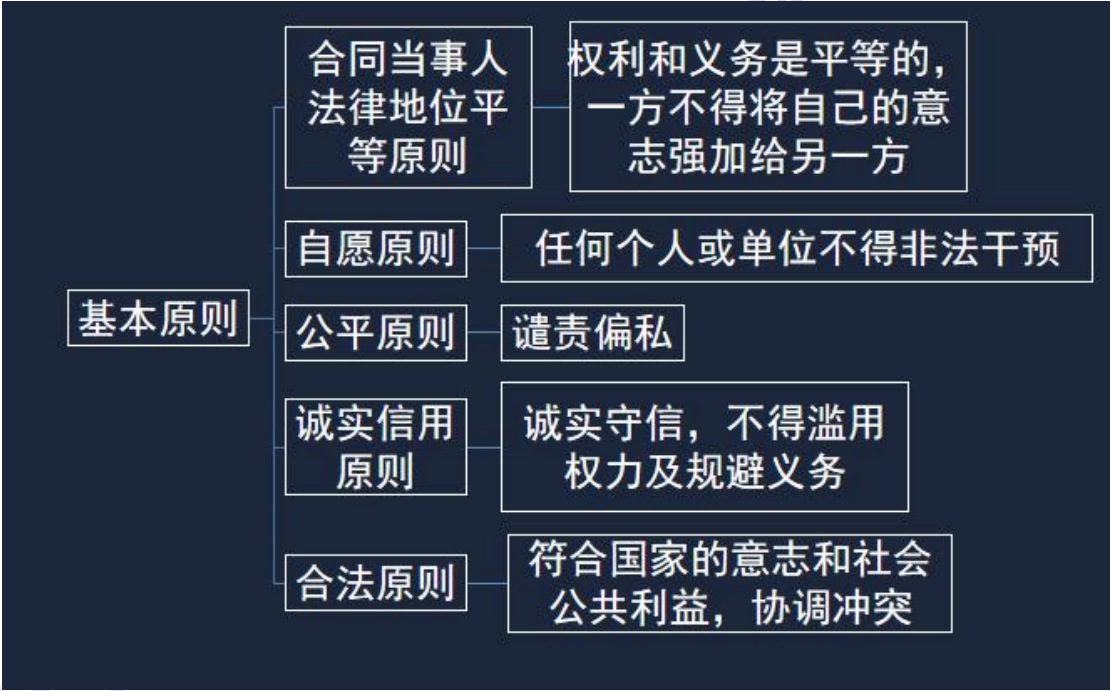 基本原则
合同当事人
法律地位平
等原则
权利和义务是平等的，
一方不得将自己的意
志强加给另一方
自愿原则
任何个人或单位不得非法干预
公平原则
谴责偏私
诚实信用
原则
诚实守信，不得滥用
权力及规避义务
合法原则
符合国家的意志和社会
公共利益，协调冲突